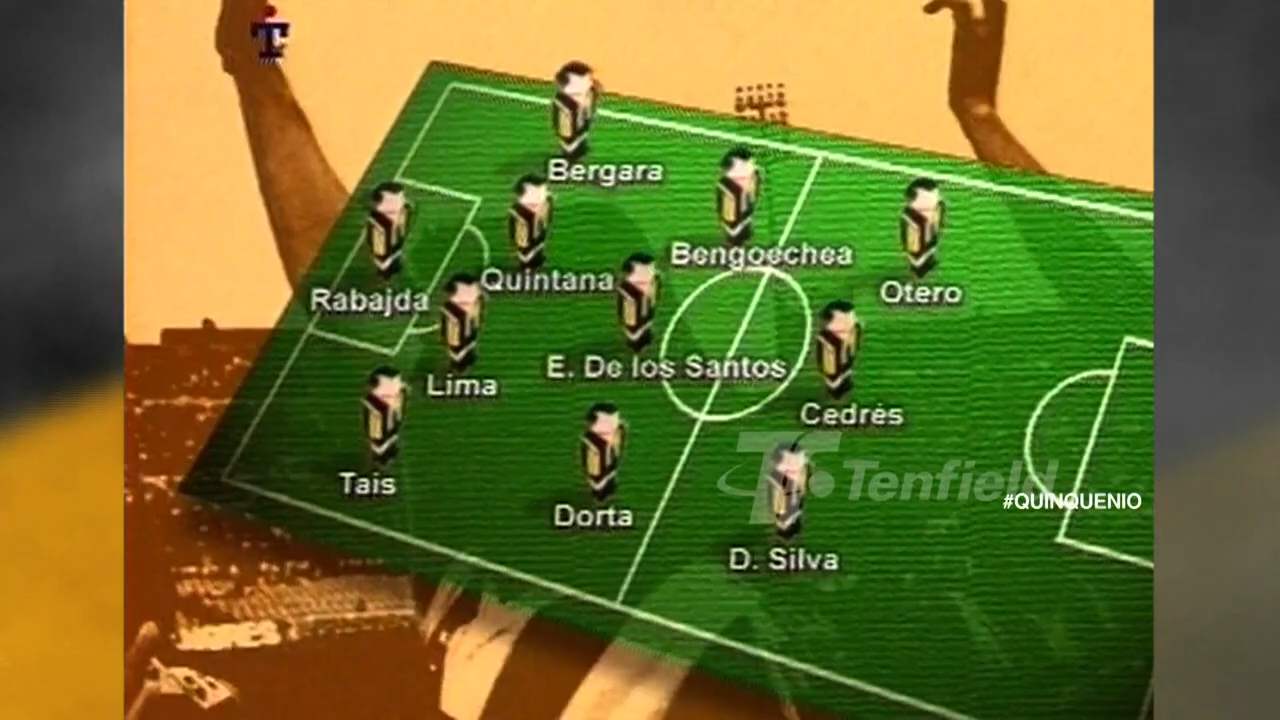 T
Bergara
Bengoechea
Quintana
Otero
Rabajda
E. De los Santos
Lima
Cedrés
Tais
Tenfield
#QUINQUENIO
Dorta
D. Silva